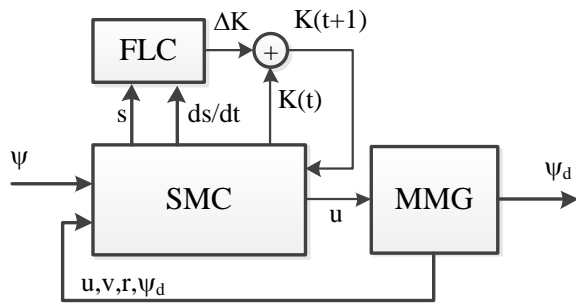 ΔK
K(t+1)
FLC
+
K(t)
s
ds/dt
ψ
SMC
u
MMG
ψd
u,v,r,ψd